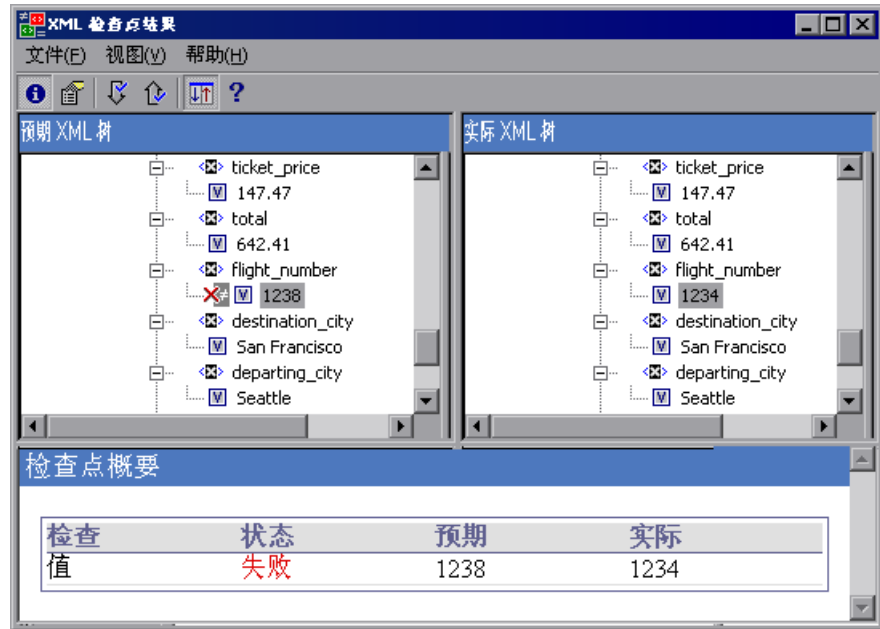 XML 检查点结果
文件(F) 视图(V) 帮助(H)
预期 XML 树
ticket_price
147.47
total
642.41
flight_number
1238
destination_city
San Francisco
departing_city
Seattle
实际 XML 树
ticket_price
147.47
total
642.41
flight_number
1234
destination_city
San Francisco
departing_city
Seattle
检查点概要
检查 状态 预期 实际
值 失败 1238 1234